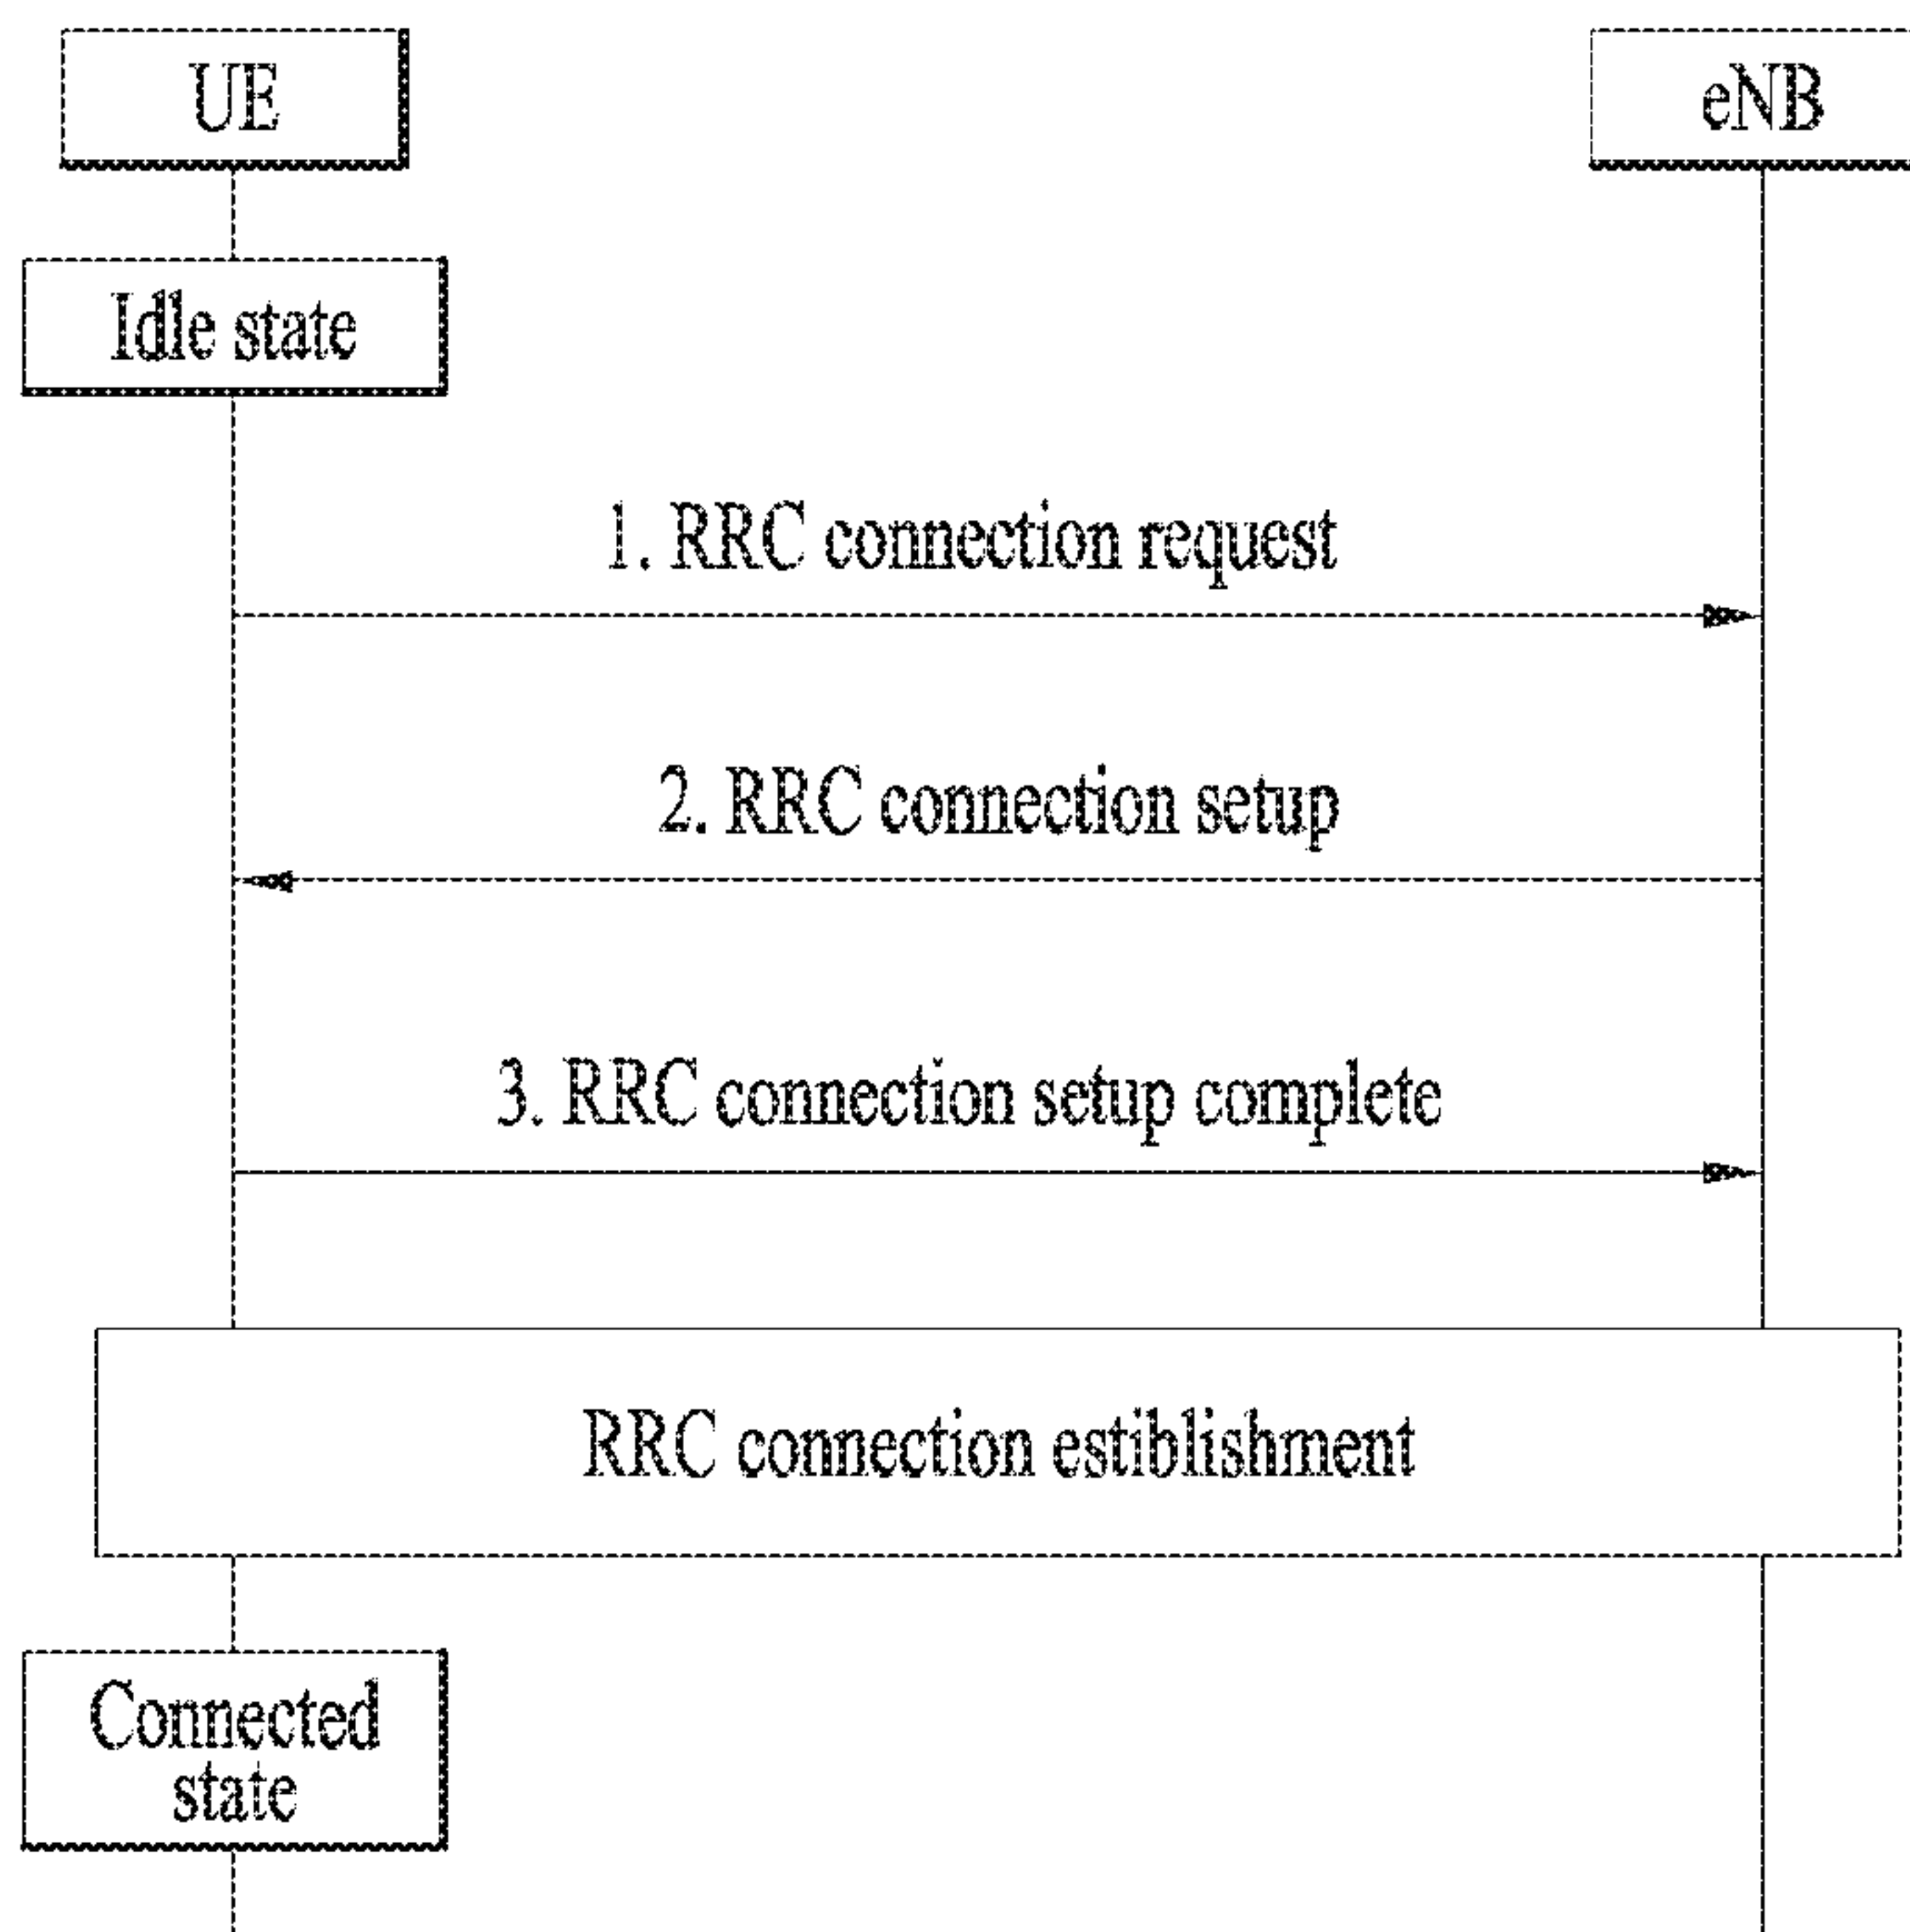 UE
eNB
Idle state
1. RRC connection request
2. RRC connection setup
3. RRC connection setup complete
RRC connection estiblishment
Connected
state